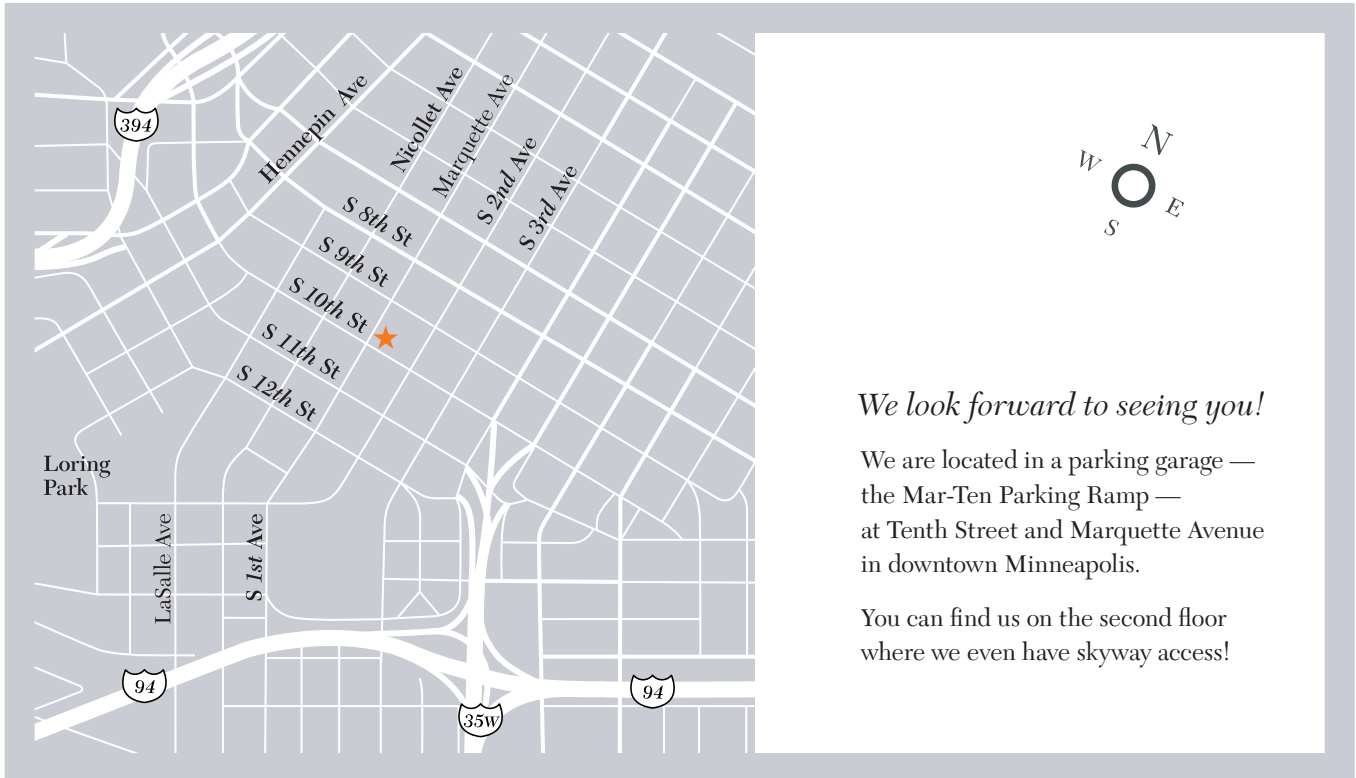 394
Hennepin Ave
Nicollet Ave
Marquette Ave
S 2nd Ave
S 3rd Ave
S 8th St
S 9th St
S 10th St
S 11th St
S 12th St
Loring
Park
LaSalle Ave
S 1st Ave
94
35W
94
N
W
E
S
We look forward to seeing you!
We are located in a parking garage —
the Mar-Ten Parking Ramp —
at Tenth Street and Marquette Avenue
in downtown Minneapolis.
You can find us on the second floor
where we even have skyway access!